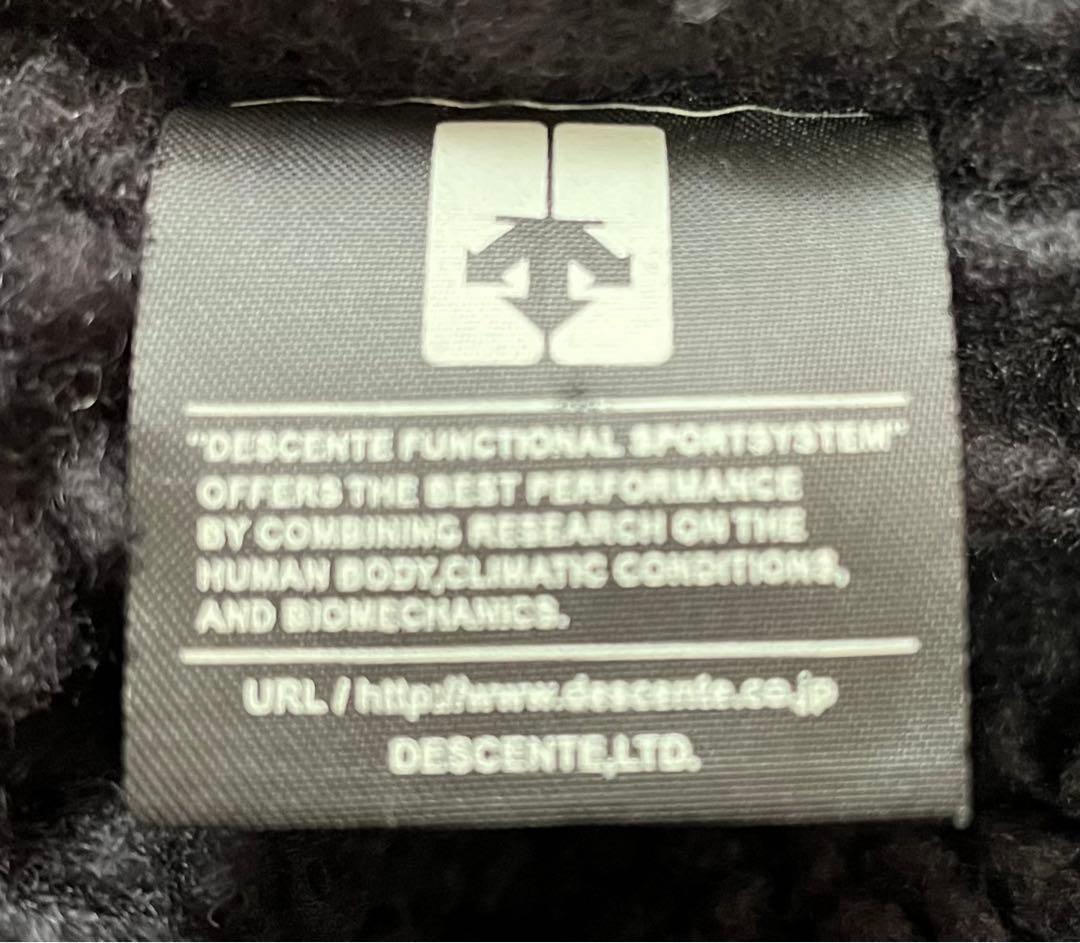 "DESCENTE FUNCTIONAL SPORTSYSTEM"
OFFERS THE BEST PERFORMANCE
BY COMBINING RESEARCH ON THE
HUMAN BODY,CLIMATIC CONDITIONS,
AND BIOMECHANICS.
URL / http://www.descente.co.jp
DESCENTE,LTD.